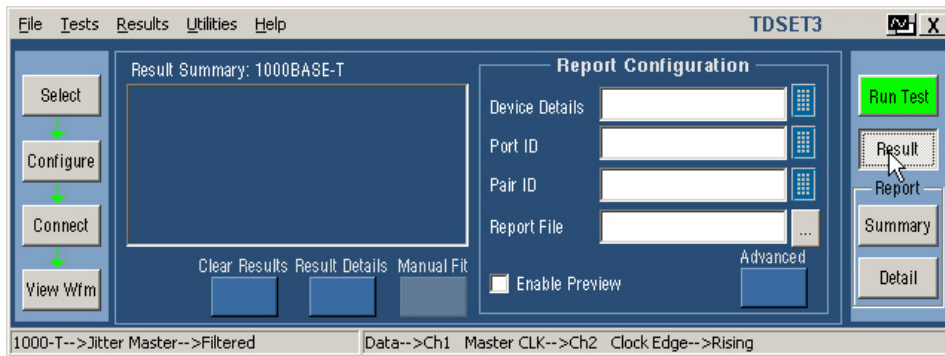 File Tests Results Utilities Help TDSET3 X
Select
Configure
Connect
View Wfm
Result Summary: 1000BASE-T
Clear Results Result Details Manual Fit
Report Configuration
Device Details
Port ID
Pair ID
Report File ...
Enable Preview
Advanced
Run Test
Result
Report
Summary
Detail
1000-T-->Jitter Master-->Filtered Data-->Ch1 Master CLK-->Ch2 Clock Edge-->Rising